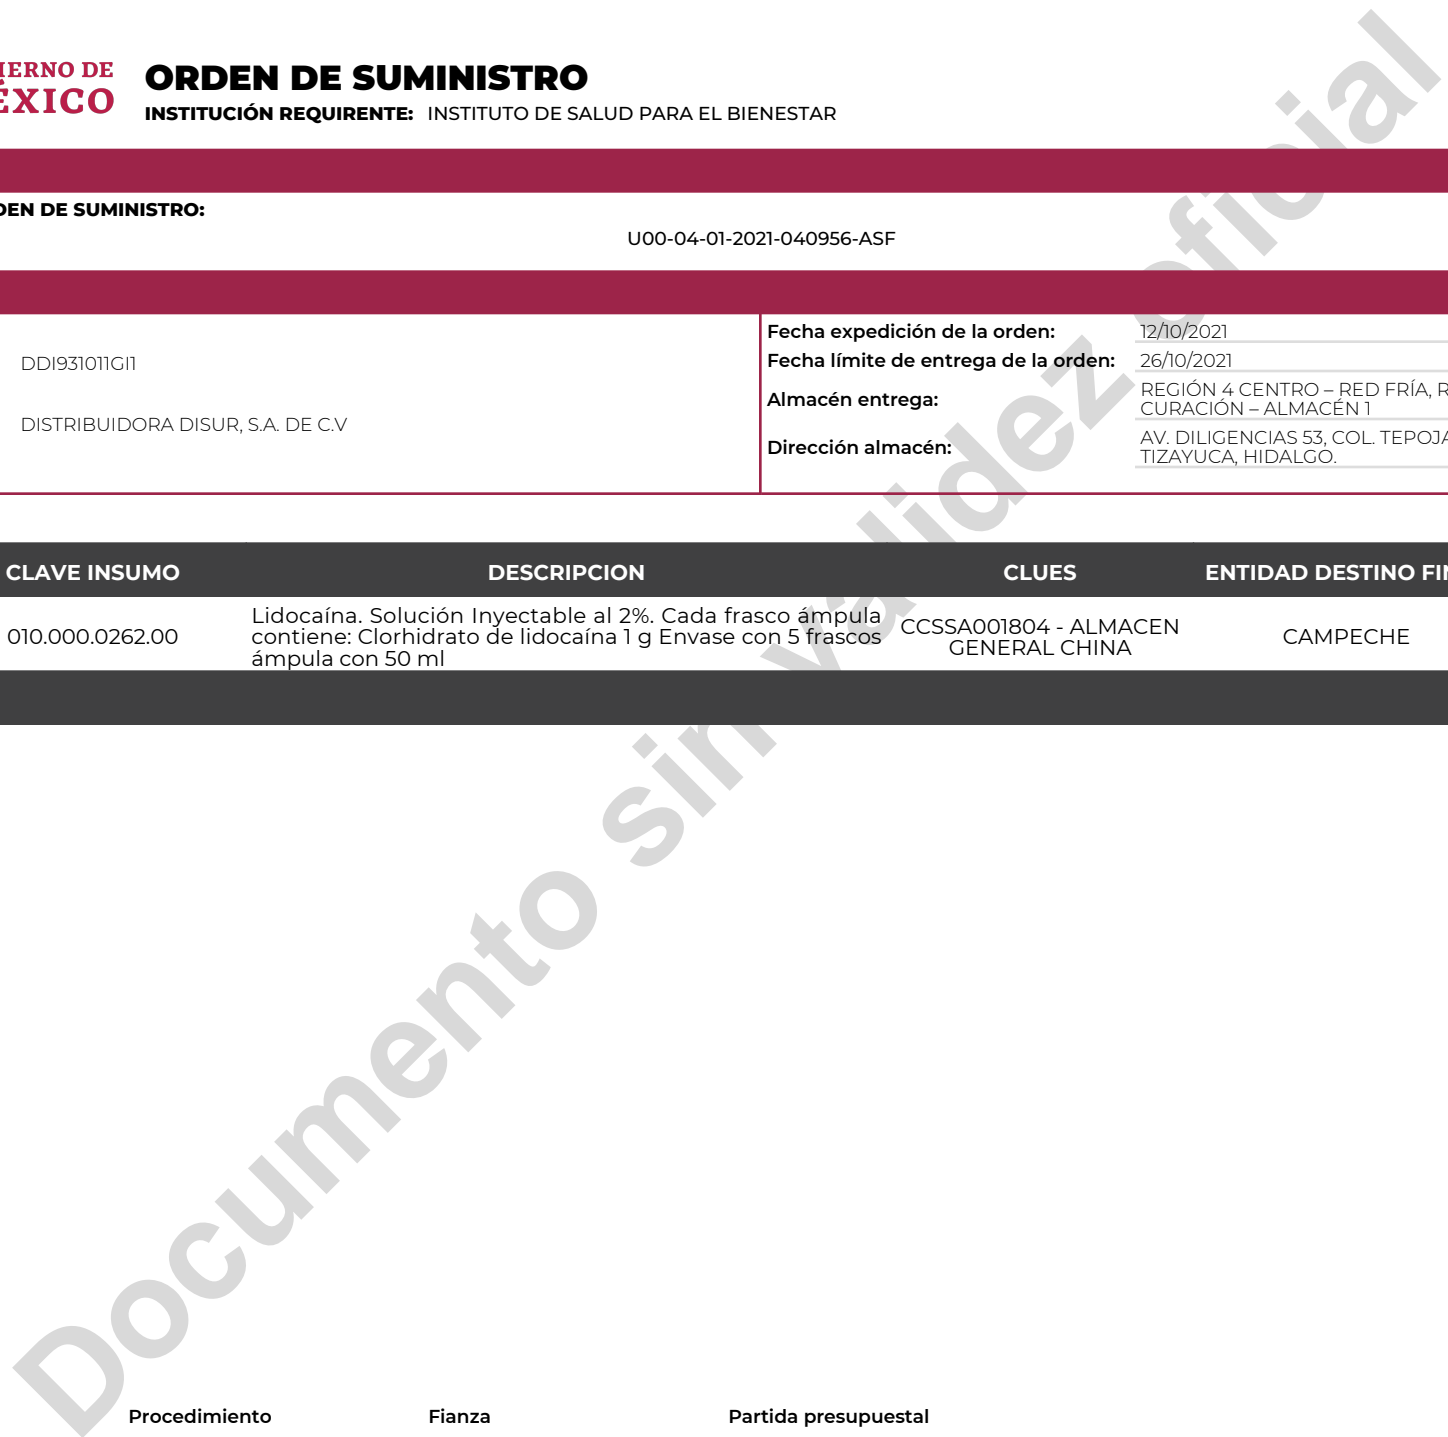 IERNO DE
ÉXICO
ORDEN DE SUMINISTRO
INSTITUCIÓN REQUIRENTE: INSTITUTO DE SALUD PARA EL BIENESTAR
DEN DE SUMINISTRO:
U00-04-01-2021-040956-ASF
DDI931011GI1
DISTRIBUIDORA DISUR, S.A. DE C.V
Fecha expedición de la orden: 12/10/2021
Fecha límite de entrega de la orden: 26/10/2021
Almacén entrega: REGIÓN 4 CENTRO – RED FRÍA, R
CURACIÓN – ALMACÉN 1
Dirección almacén: AV. DILIGENCIAS 53, COL. TEPOJA
TIZAYUCA, HIDALGO.
CLAVE INSUMO DESCRIPCION CLUES ENTIDAD DESTINO FIN
010.000.0262.00
Lidocaína. Solución Inyectable al 2%. Cada frasco ámpula
contiene: Clorhidrato de lidocaína 1 g Envase con 5 frascos
ámpula con 50 ml
CCSSA001804 - ALMACEN
GENERAL CHINA
CAMPECHE
Documento sin validez oficial
Procedimiento Fianza Partida presupuestal